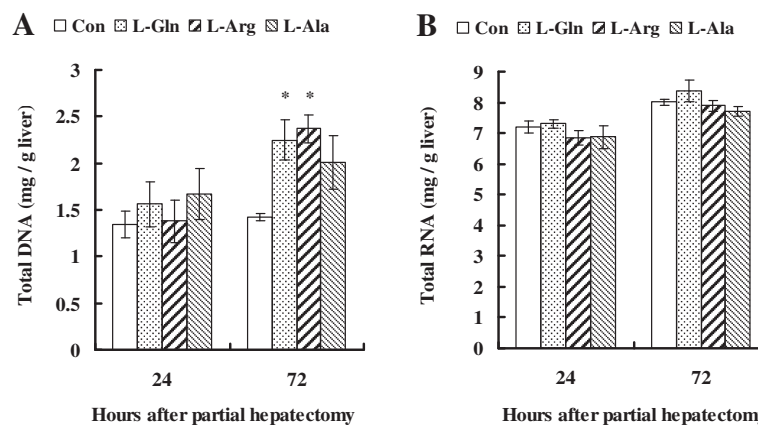 A
Con L-Gln L-Arg L-Ala
3
2.5
2
1.5
1
0.5
0
Total DNA (mg / g liver)
* *
24 72
Hours after partial hepatectomy
B
Con L-Gln L-Arg L-Ala
9
8
7
6
5
4
3
2
1
0
Total RNA (mg / g liver)
24 72
Hours after partial hepatectom